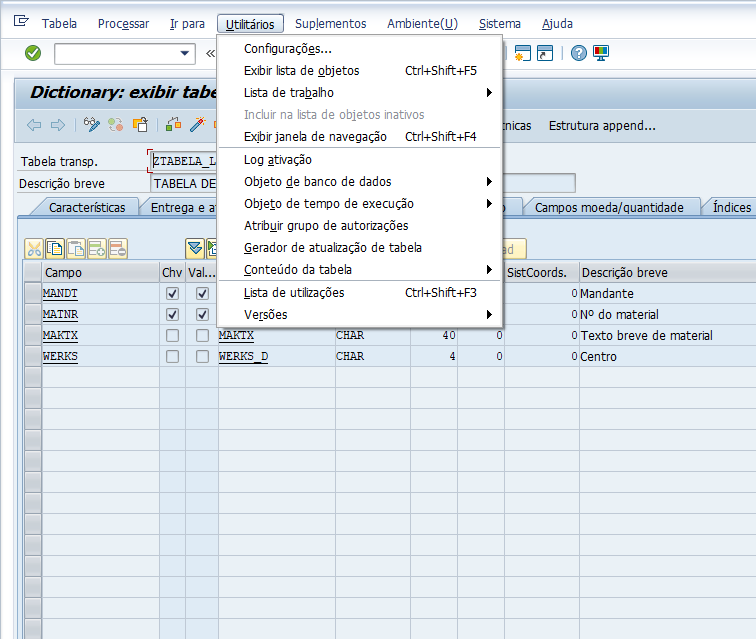 Tabela Processar Ir para Utilitários Suplementos Ambiente(U) Sistema Ajuda
«
Configurações...
Exibir lista de objetos Ctrl+Shift+F5
Dictionary: exibir
Lista de trabalho
Incluir na lista de objetos inativos
Exibir janela de navegação Ctrl+Shift+F4
Estrutura append...
Tabela transp.
Log ativação
Descrição breve TABELA DE
Objeto de banco de dados
Objeto de tempo de execução
Características Entrega e Campos moeda/quantidade Índices
Atribuir grupo de autorizações
Gerador de atualização de tabela
Conteúdo da tabela
Campo Chv Val... SistCoords. Descrição breve
Lista de utilizações Ctrl+Shift+F3
MANDT 0 Mandante
Versões
MATNR 0 Nº do material
MAKTX MAKTX CHAR 40 0 0 Texto breve de material
WERKS WERKS_D CHAR 4 0 0 Centro